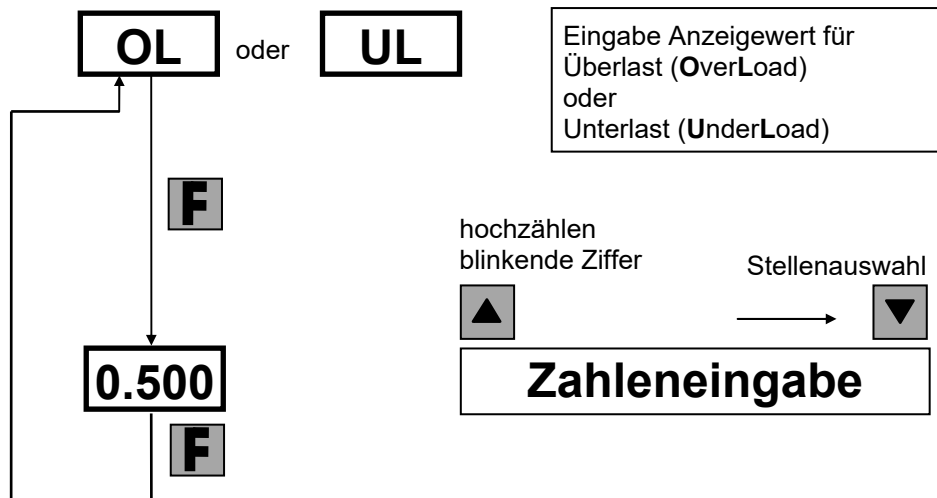 OL oder UL
Eingabe Anzeigewert für
Überlast (OverLoad)
oder
Unterlast (UnderLoad)
F
hochzählen
blinkende Ziffer
Stellenauswahl
▲ ▼
0.500
Zahleneingabe
F